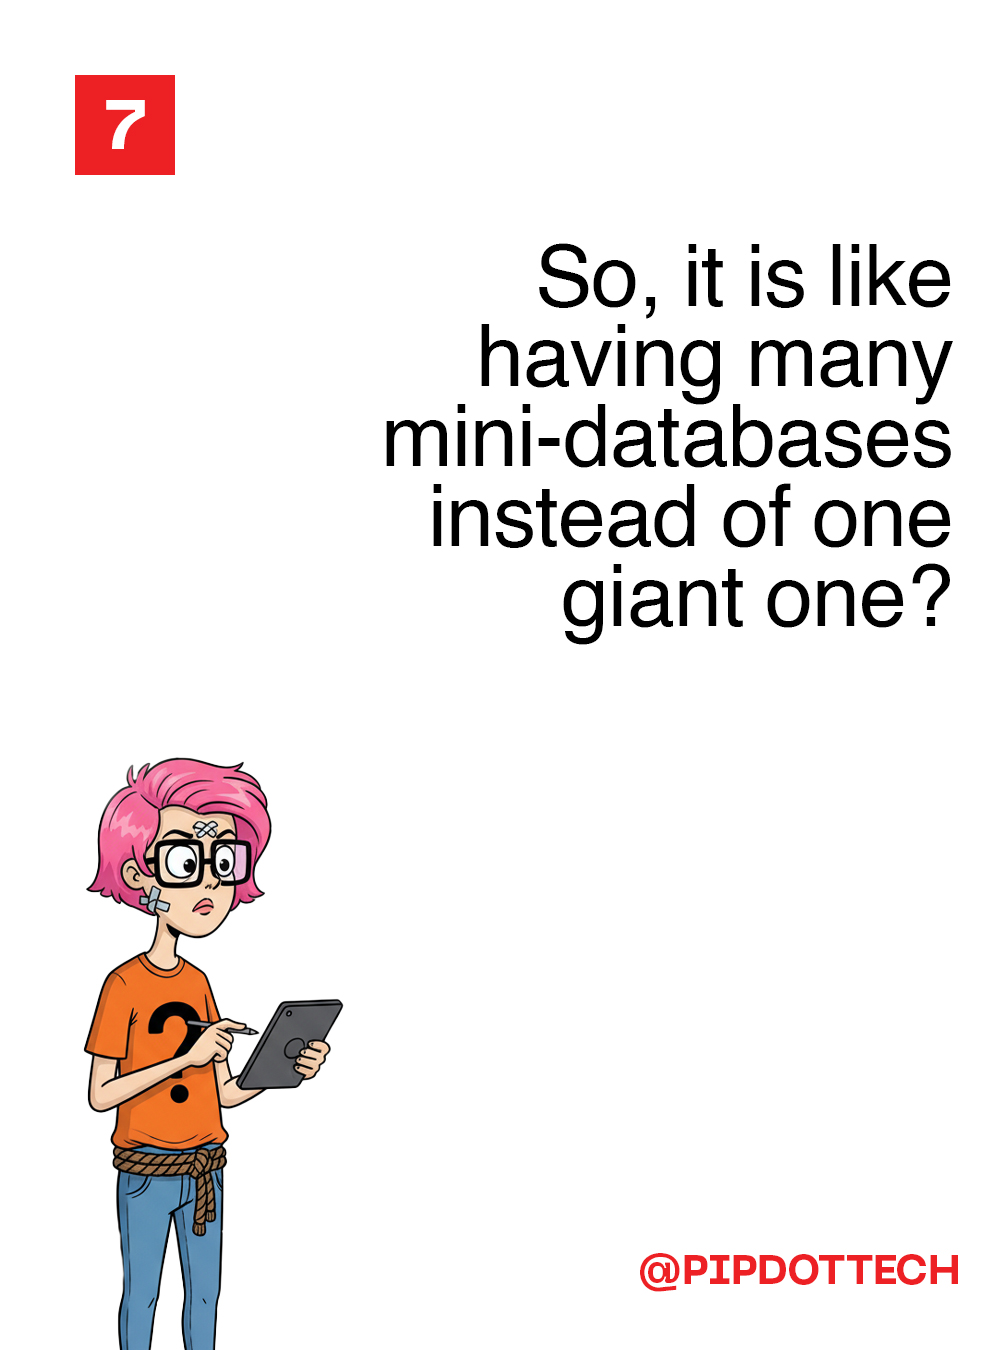 7
So, it is like
having many
mini-databases
instead of one
giant one?
?
@PIPDOTTECH